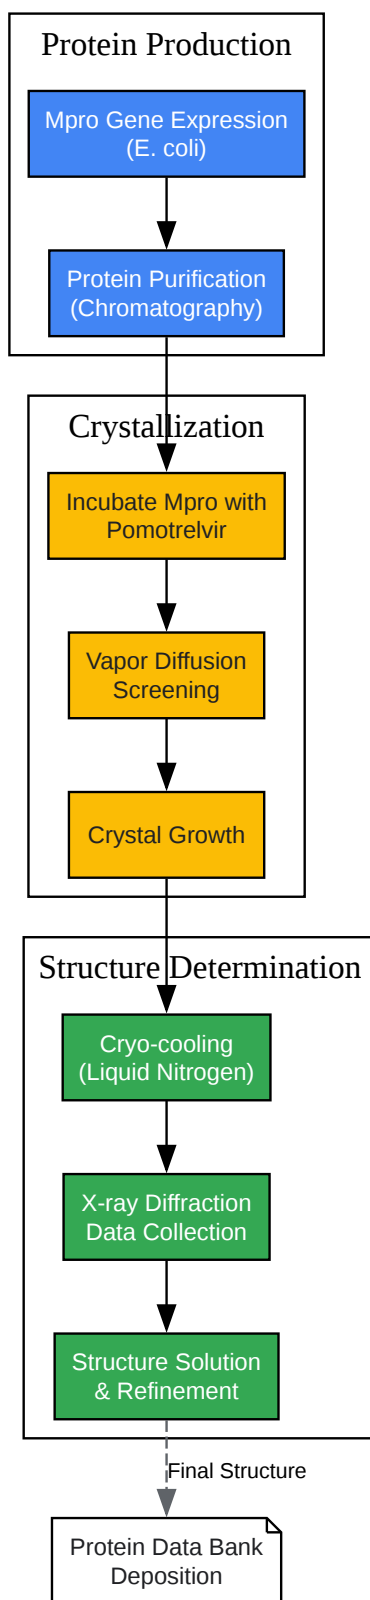 Protein Production
Mpro Gene Expression
(E. coli)
Protein Purification
(Chromatography)
Crystallization
Incubate Mpro with
Pomotrelvir
Vapor Diffusion
Screening
Crystal Growth
Structure Determination
Cryo-cooling
(Liquid Nitrogen)
X-ray Diffraction
Data Collection
Structure Solution
& Refinement
Final Structure
Protein Data Bank
Deposition